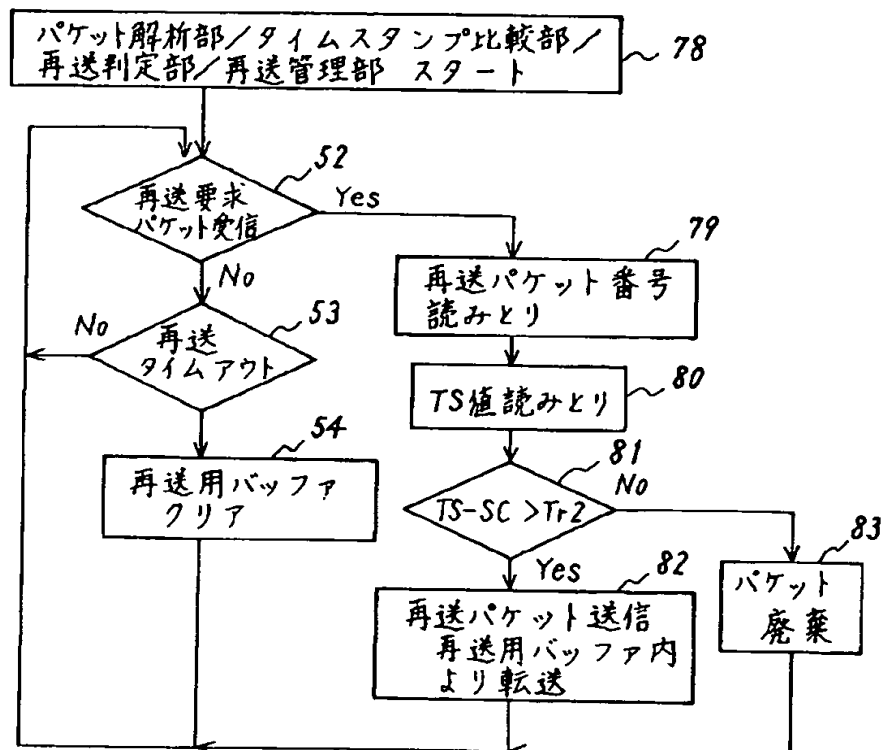 パケット解析部/タイムスタンプ比較部/
再送判定部/再送管理部 スタート
78
52
再送要求
パケット受信
Yes
No
79
再送パケット番号
読みとり
53
再送
タイムアウト
No
80
TS値読みとり
54
再送用バッファ
クリア
81
TS-SC>Tr2
No
Yes
82
再送パケット送信
再送用バッファ内
より転送
83
パケット
廃棄